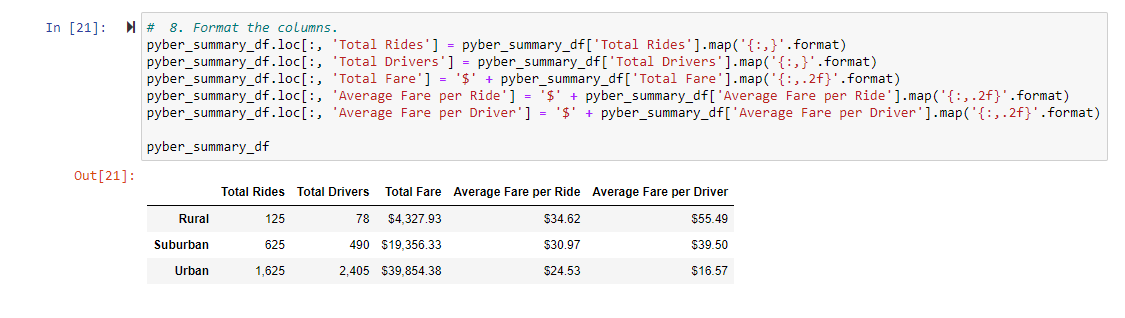 In [21]:
# 8. Format the columns.
pyber_summary_df.loc[:, 'Total Rides'] = pyber_summary_df['Total Rides'].map('{:,}'.format)
pyber_summary_df.loc[:, 'Total Drivers'] = pyber_summary_df['Total Drivers'].map('{:,}'.format)
pyber_summary_df.loc[:, 'Total Fare'] = '$' + pyber_summary_df['Total Fare'].map('{:,.2f}'.format)
pyber_summary_df.loc[:, 'Average Fare per Ride'] = '$' + pyber_summary_df['Average Fare per Ride'].map('{:,.2f}'.format)
pyber_summary_df.loc[:, 'Average Fare per Driver'] = '$' + pyber_summary_df['Average Fare per Driver'].map('{:,.2f}'.format)
pyber_summary_df
Out[21]:
Total Rides Total Drivers Total Fare Average Fare per Ride Average Fare per Driver
Rural 125 78 $4,327.93 $34.62 $55.49
Suburban 625 490 $19,356.33 $30.97 $39.50
Urban 1,625 2,405 $39,854.38 $24.53 $16.57